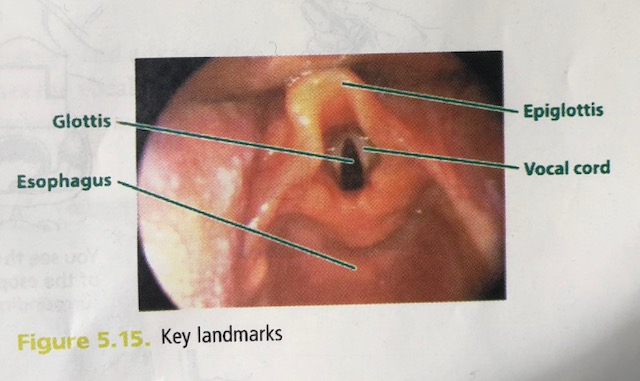 Glottis
Epiglottis
Esophagus
Vocal cord
Figure 5.15. Key landmarks